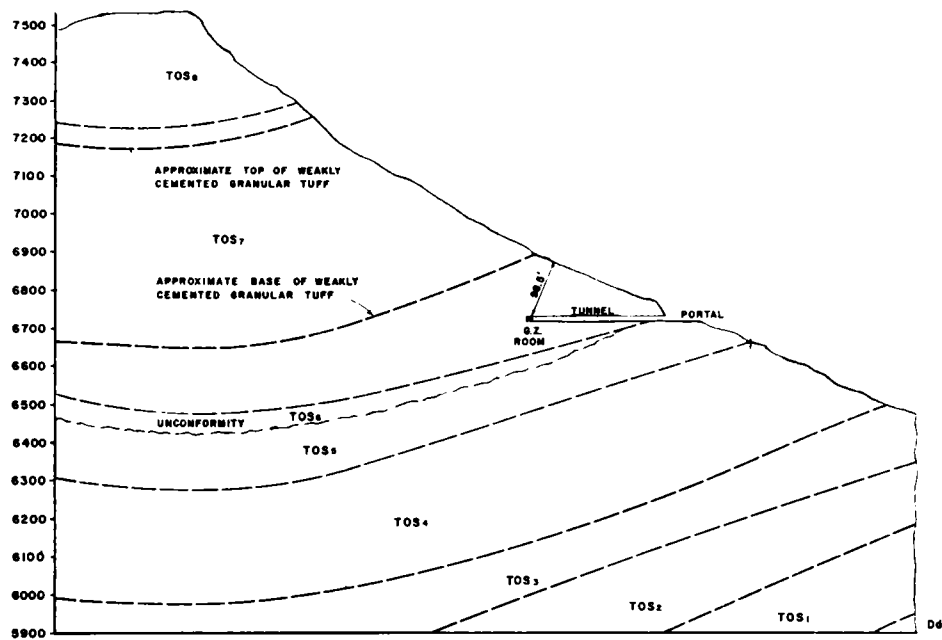 7500
7400
7300
7200
7100
7000
6900
6800
6700
6600
6500
6400
6300
6200
6100
6000
5900
TOS8
APPROXIMATE TOP OF WEAKLY
CEMENTED GRANULAR TUFF
TOS7
APPROXIMATE BASE OF WEAKLY
CEMENTED GRANULAR TUFF
TUNNEL
PORTAL
G.Z.
ROOM
TOS6
UNCONFORMITY
TOS5
TOS4
TOS3
TOS2
TOS1